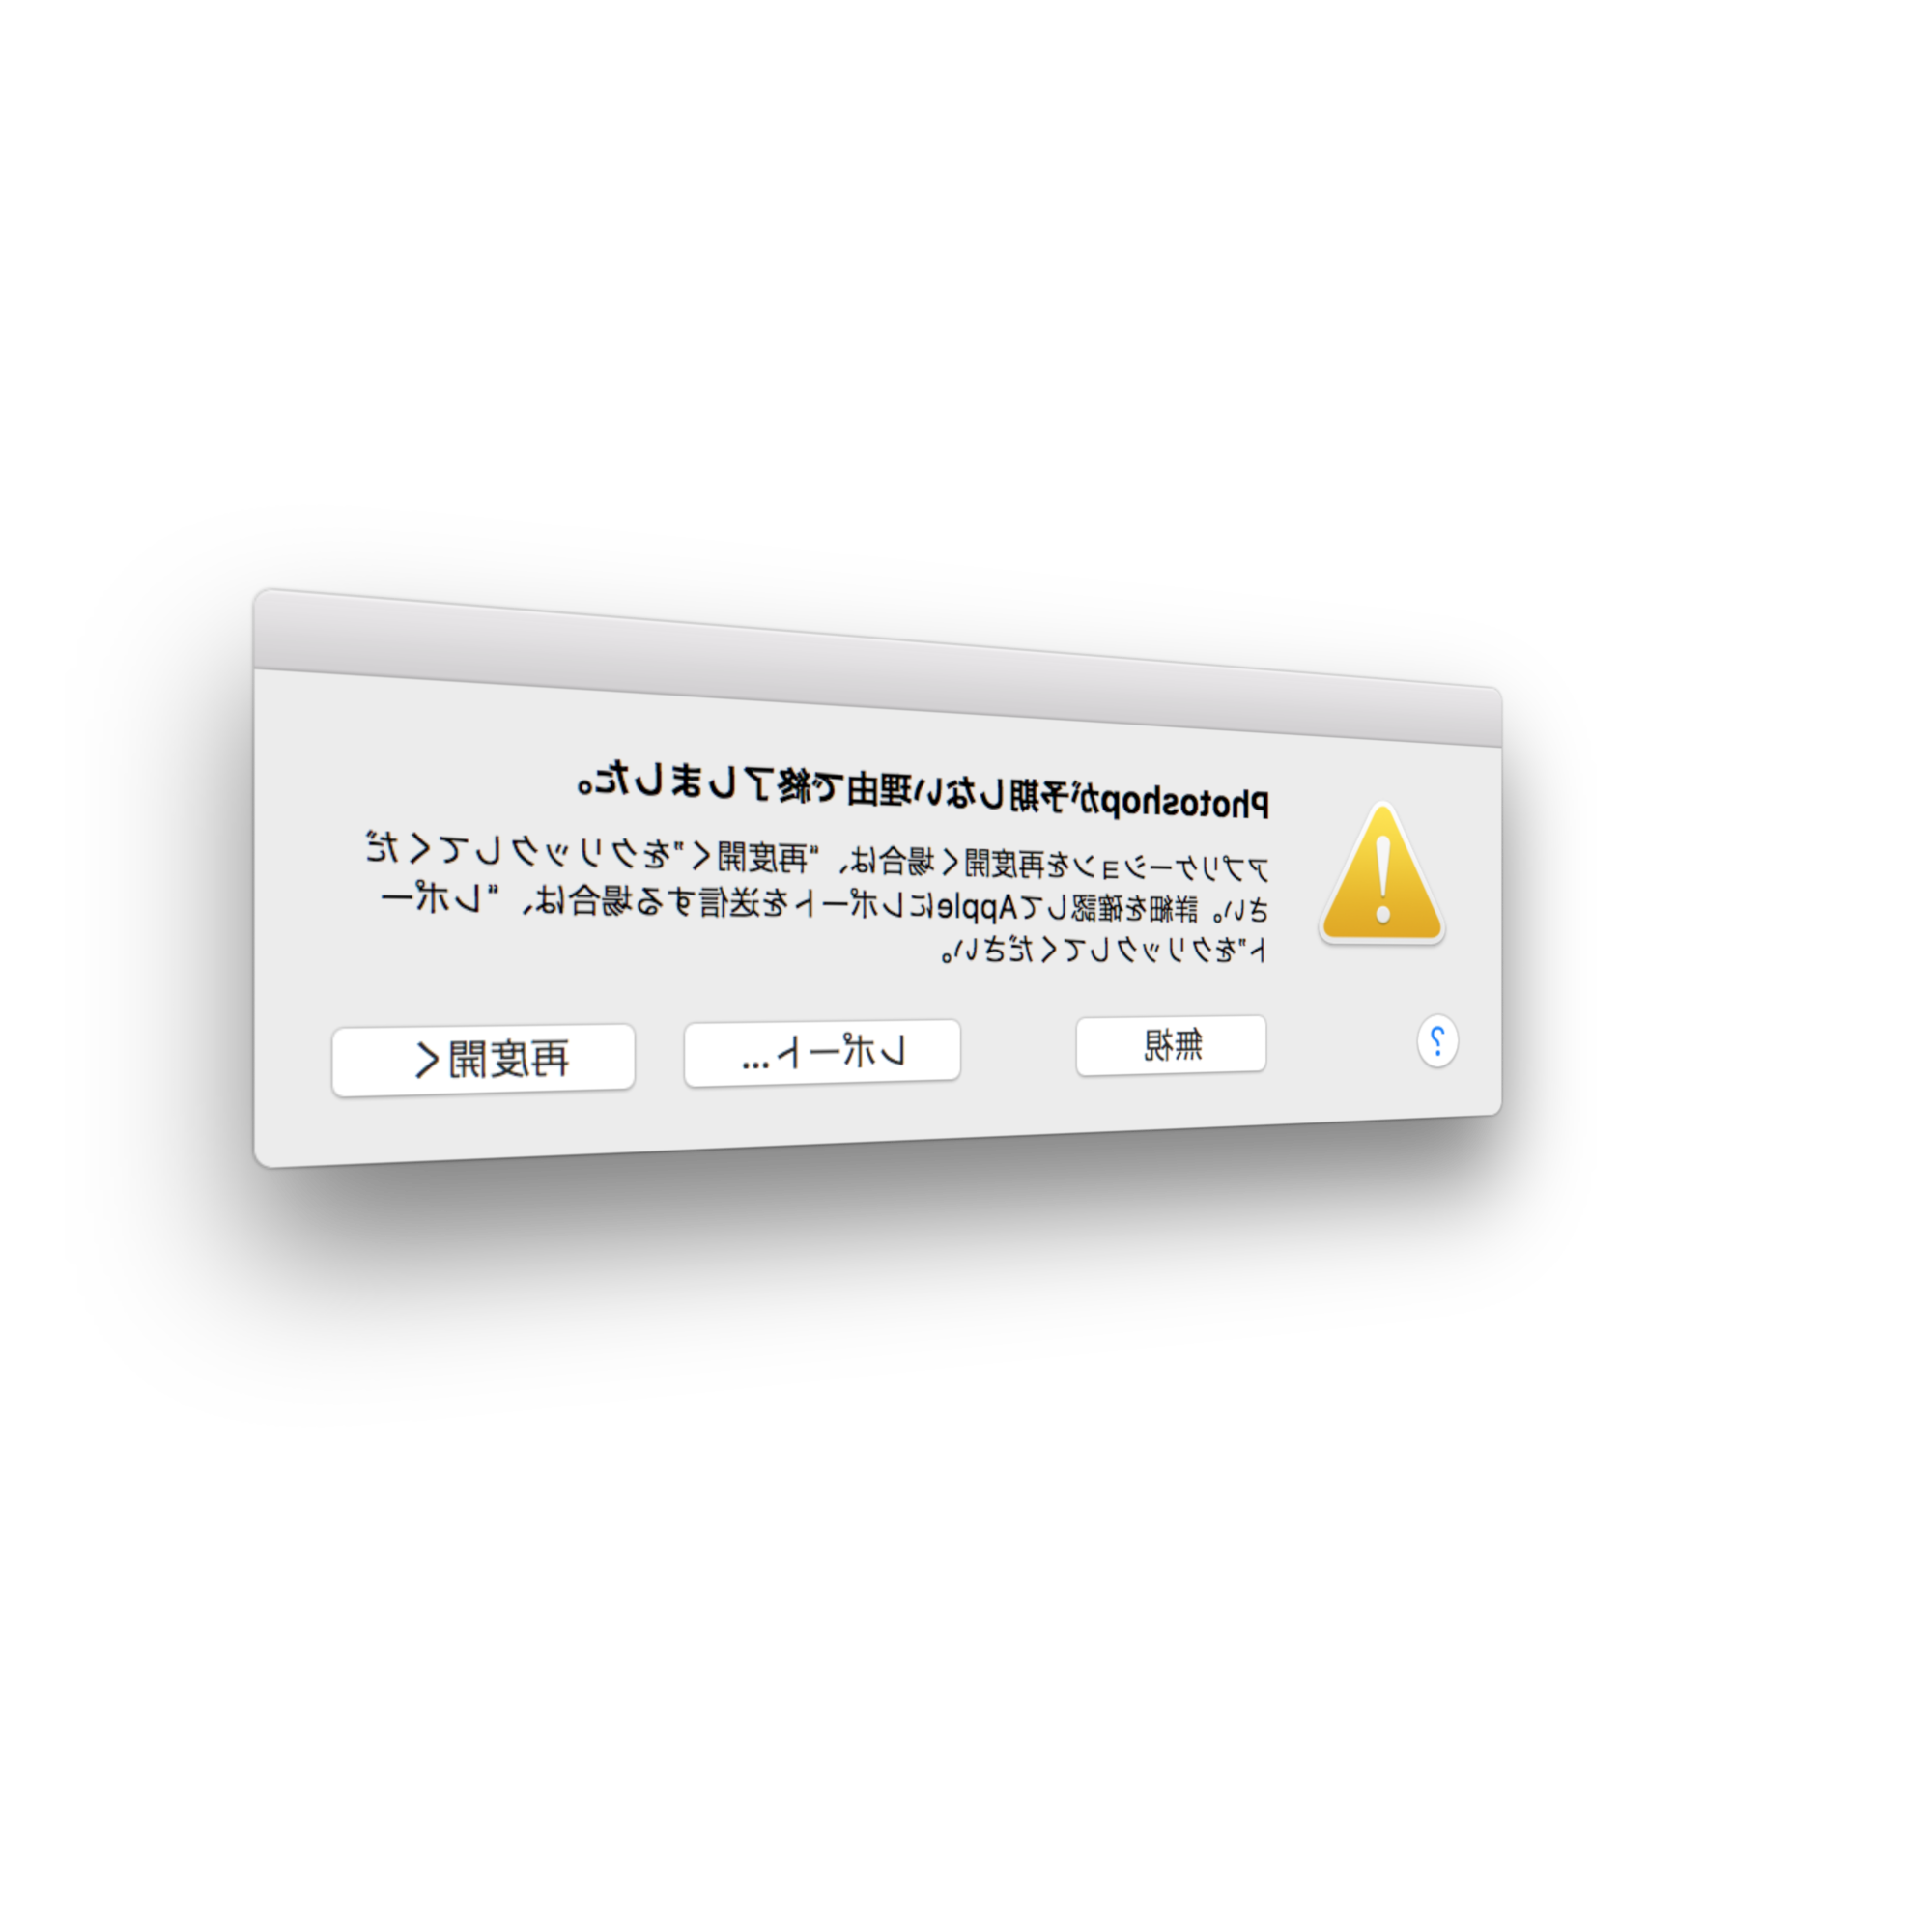 Photoshopが予期しない理由で終了しました。
アプリケーションを再度開く場合は、“再度開く”をクリックしてくだ
さい。詳細を確認してAppleにレポートを送信する場合は、“レポー
ト”をクリックしてください。
?
無視
レポート...
再度開く